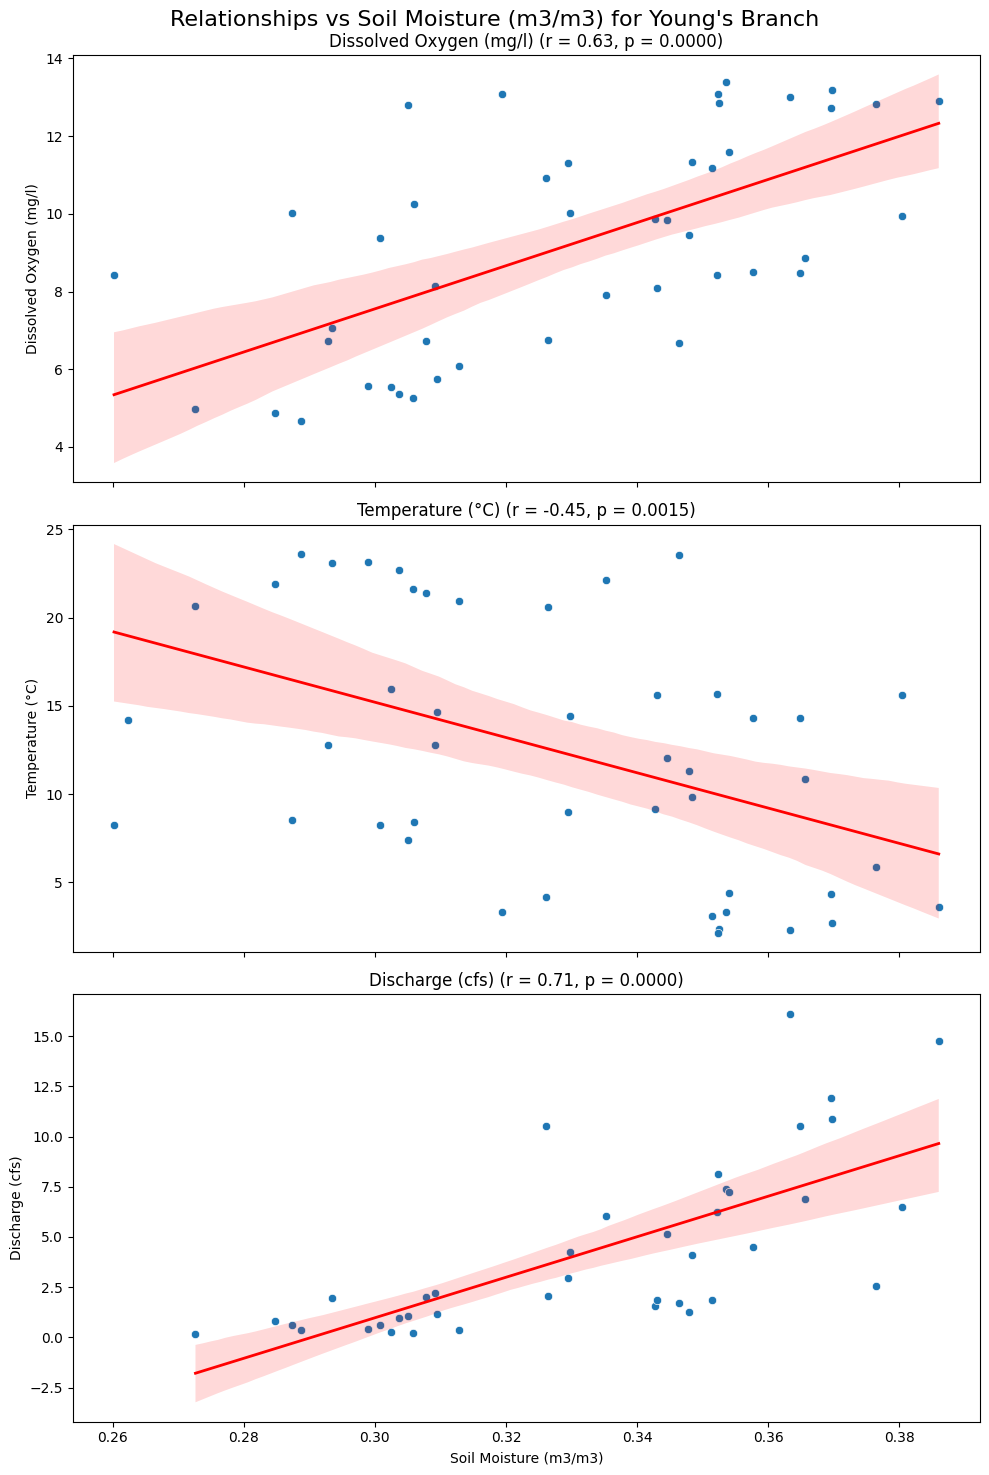 Relationships vs Soil Moisture (m3/m3) for Young's Branch
Dissolved Oxygen (mg/l) (r = 0.63, p = 0.0000)
14
12
10
8
6
4
Dissolved Oxygen (mg/l)
Temperature (°C) (r = -0.45, p = 0.0015)
25
20
15
10
5
Temperature (°C)
Discharge (cfs) (r = 0.71, p = 0.0000)
15.0
12.5
10.0
7.5
5.0
2.5
0.0
−2.5
Discharge (cfs)
0.26 0.28 0.30 0.32 0.34 0.36 0.38
Soil Moisture (m3/m3)